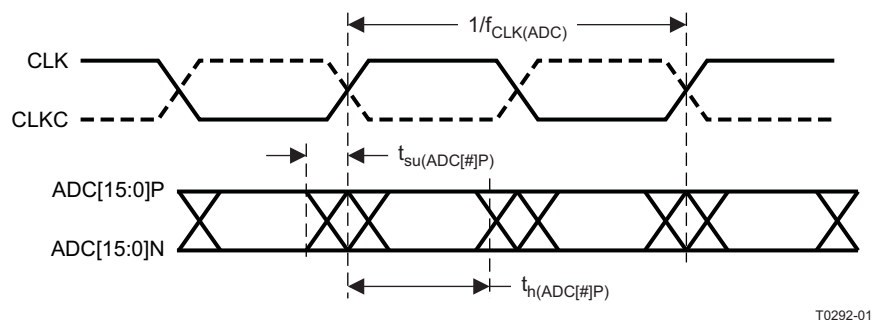 1/fCLK(ADC)
CLK
CLKC
tsu(ADC[#]P)
ADC[15:0]P
ADC[15:0]N
th(ADC[#]P)
T0292-01